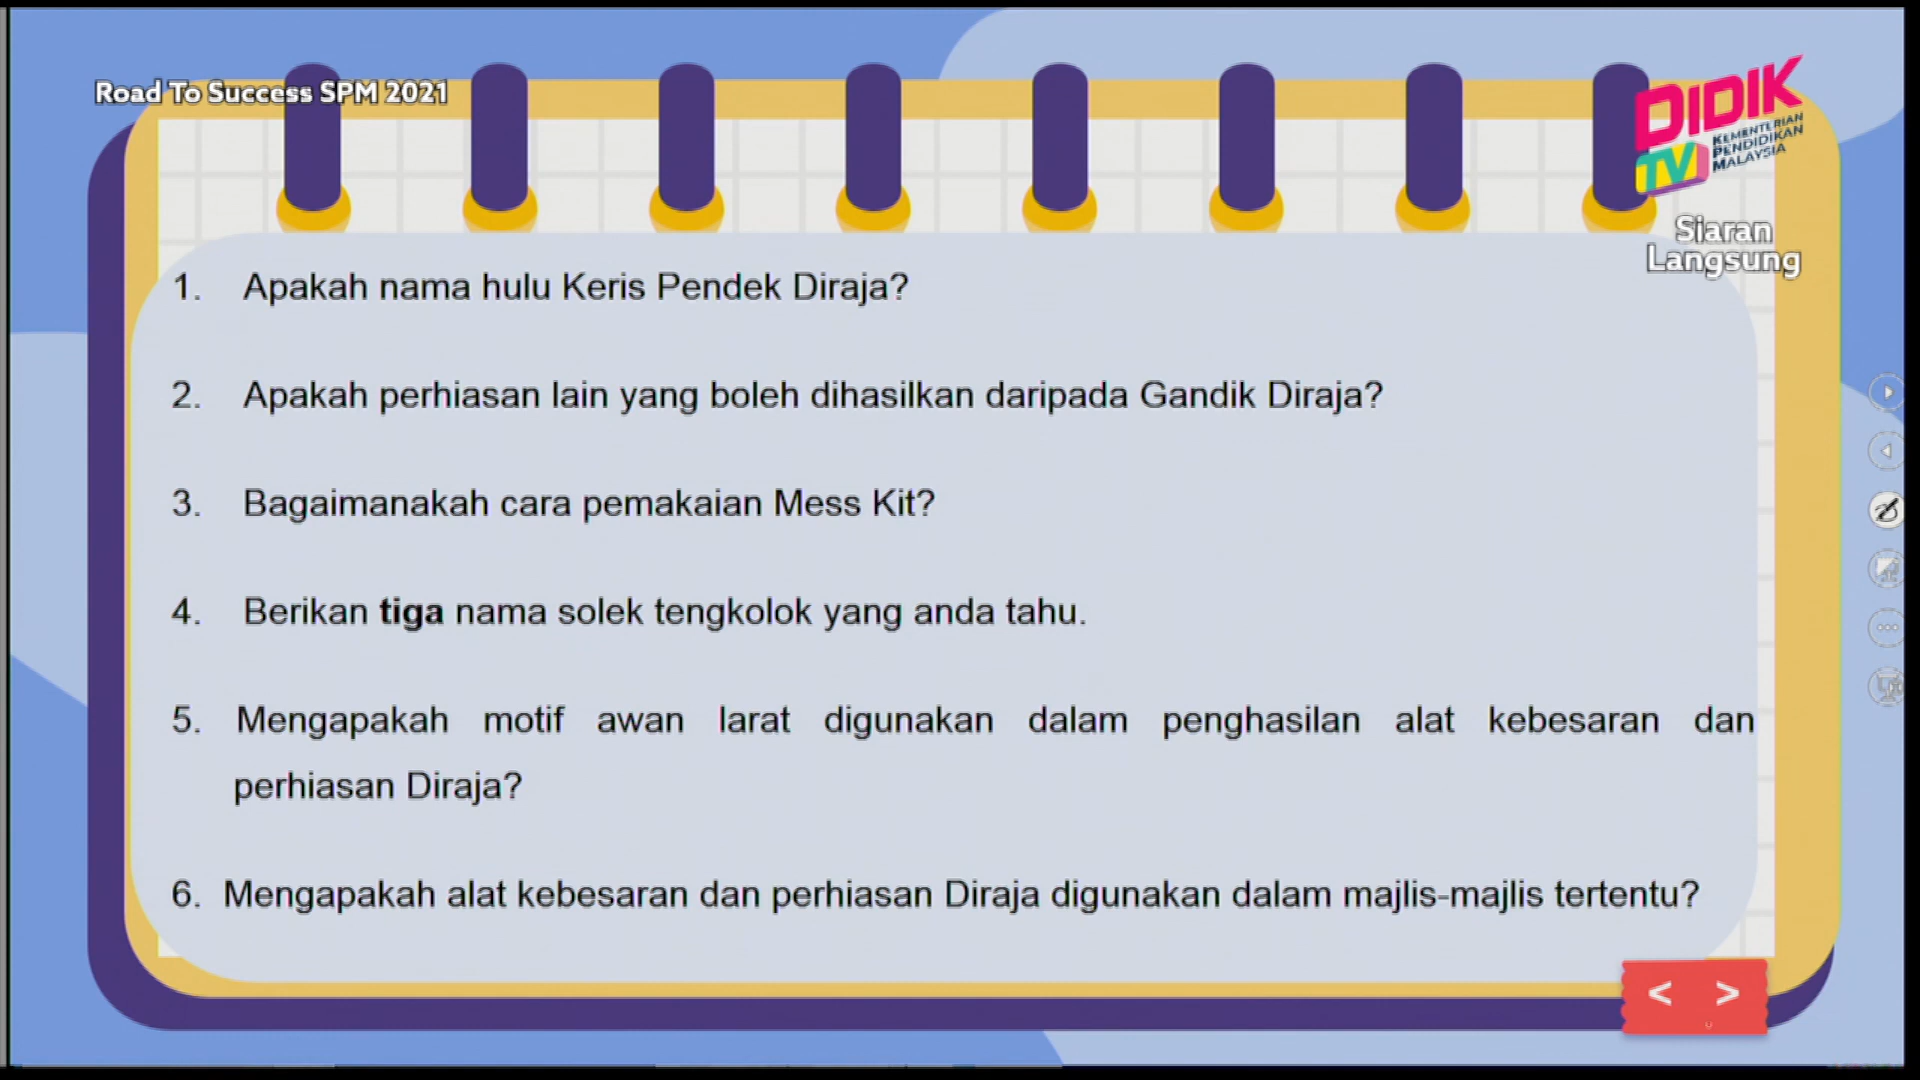 Road To Success SPM 2021
DIDIK
TV
KEMENTERIAN
PENDIDIKAN
MALAYSIA
Siaran
Langsung
1. Apakah nama hulu Keris Pendek Diraja?
2. Apakah perhiasan lain yang boleh dihasilkan daripada Gandik Diraja?
3. Bagaimanakah cara pemakaian Mess Kit?
4. Berikan tiga nama solek tengkolok yang anda tahu.
5. Mengapakah motif awan larat digunakan dalam penghasilan alat kebesaran dan
perhiasan Diraja?
6. Mengapakah alat kebesaran dan perhiasan Diraja digunakan dalam majlis-majlis tertentu?
< >